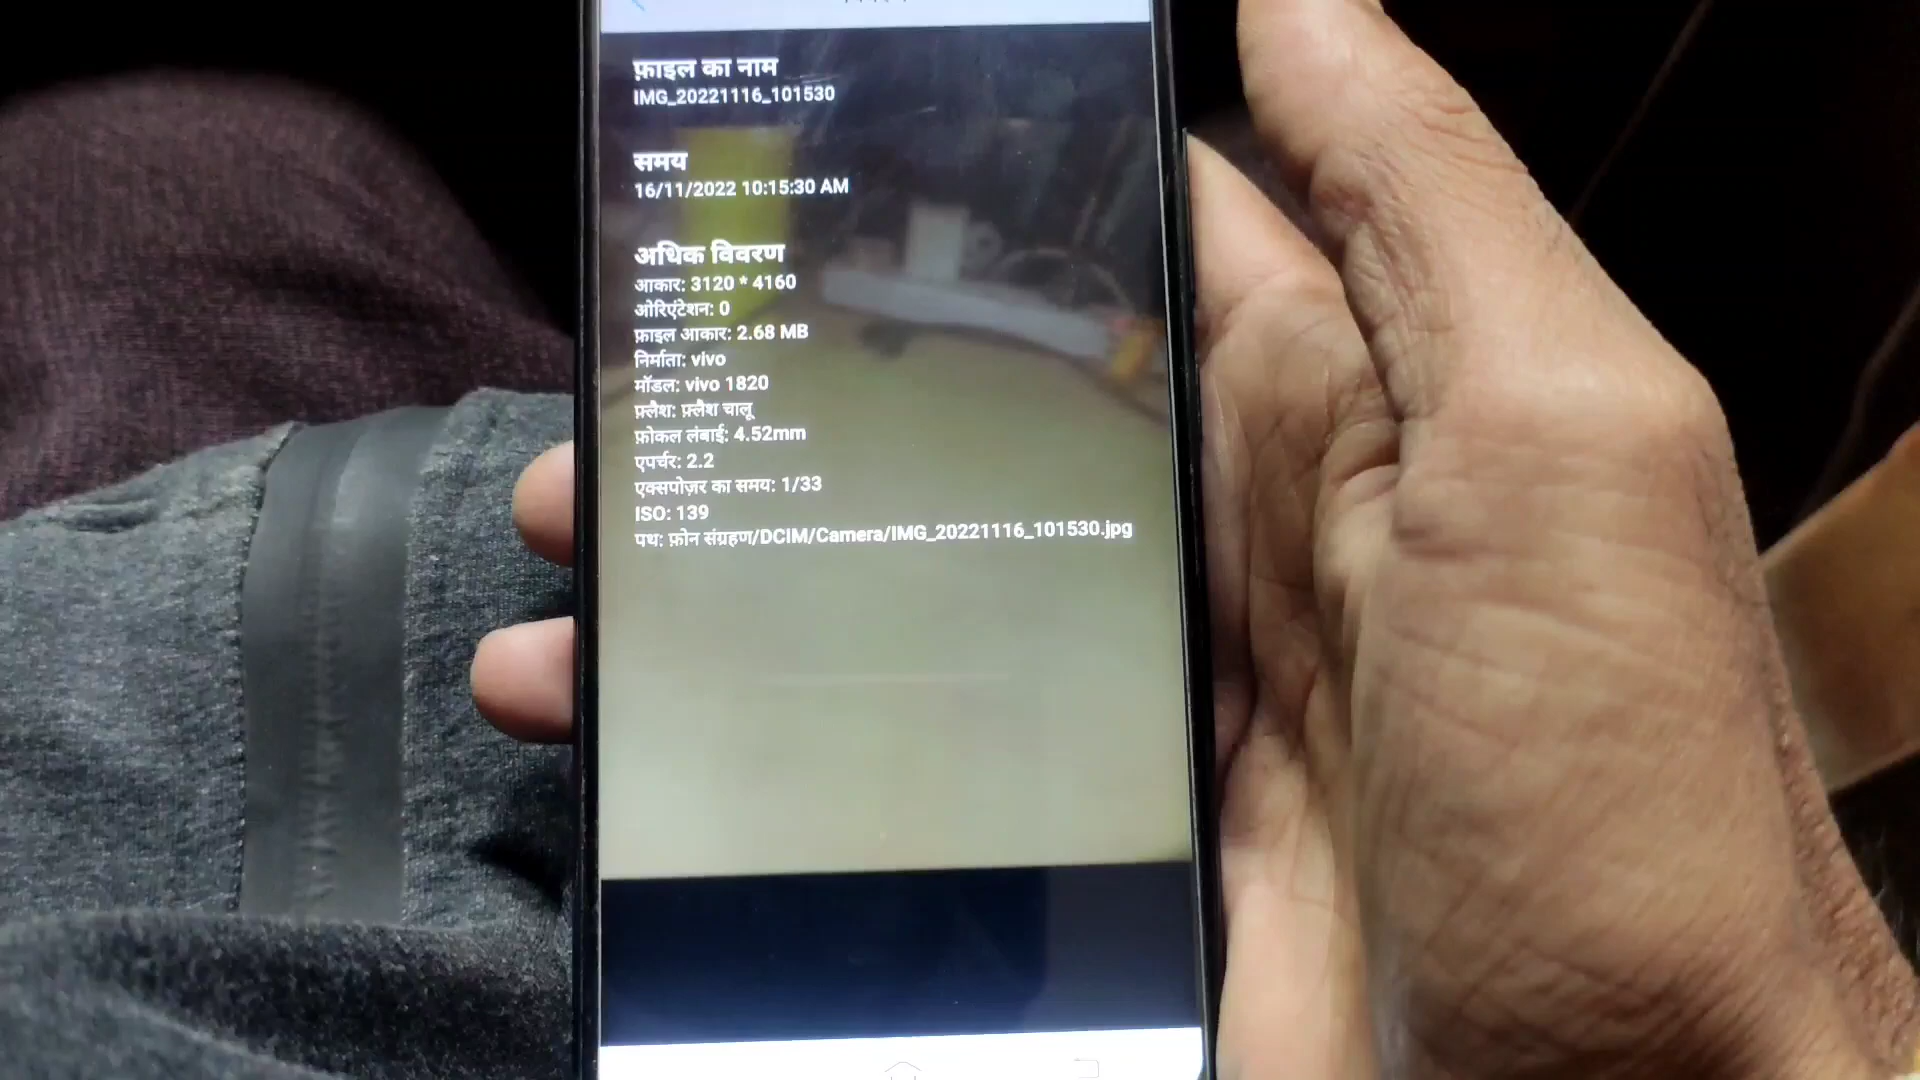 फ़ाइल का नाम
IMG_20221116_101530
समय
16/11/2022 10:15:30 AM
अधिक विवरण
आकार: 3120 * 4160
ओरिएंटेशन: 0
फ़ाइल आकार: 2.68 MB
निर्माता: vivo
मॉडल: vivo 1820
फ़्लैश: फ़्लैश चालू
फ़ोकल लंबाई: 4.52mm
एपर्चर: 2.2
एक्सपोज़र का समय: 1/33
ISO: 139
पथ: फ़ोन संग्रहण/DCIM/Camera/IMG_20221116_101530.jpg